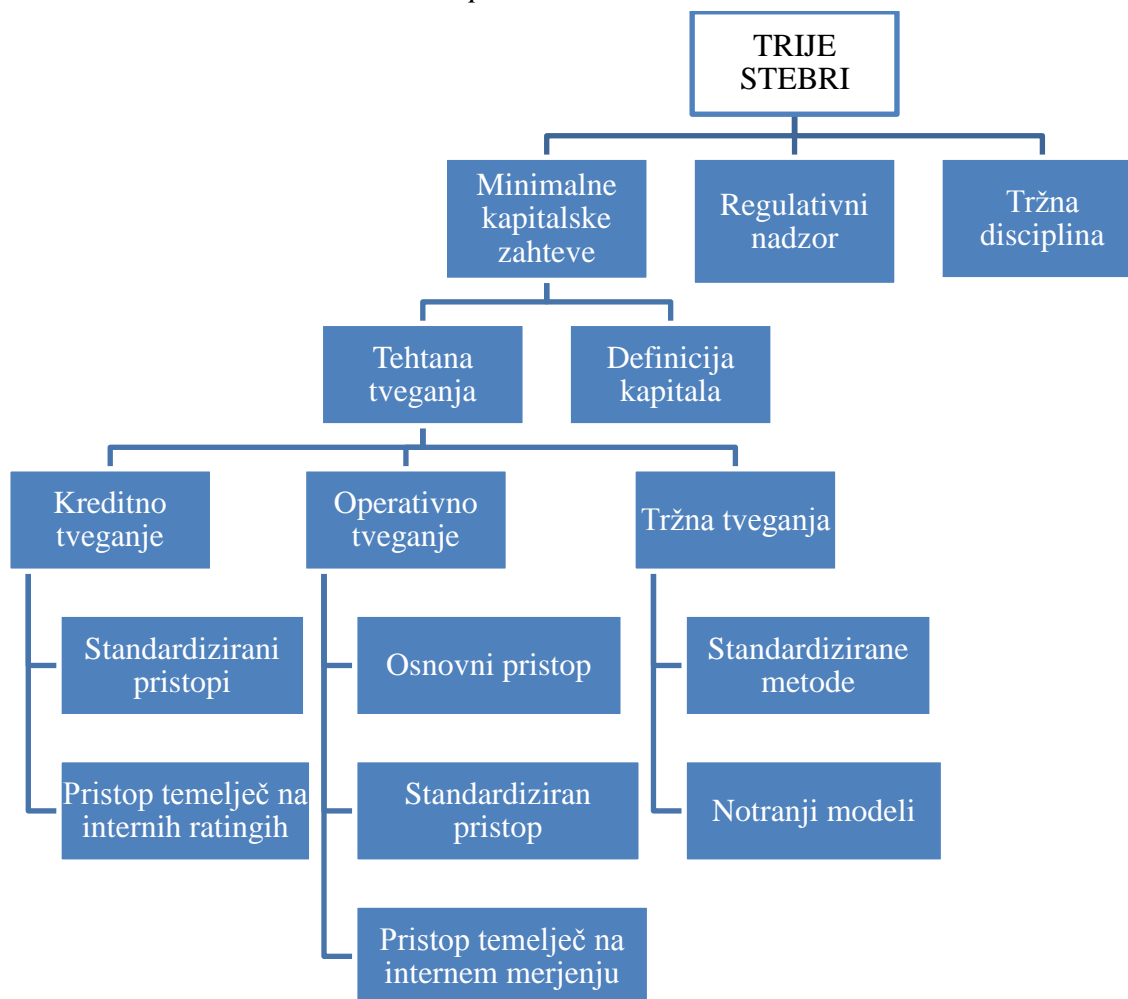 TRIJE
STEBRI
Minimalne
kapitalske
zahteve
Regulativni
nadzor
Tržna
disciplina
Tehtana
tveganja
Definicija
kapitala
Kreditno
tveganje
Operativno
tveganje
Tržna tveganja
Standardizirani
pristopi
Osnovni pristop
Standardizirane
metode
Pristop temelječ na
internih ratingih
Standardiziran
pristop
Notranji modeli
Pristop temelječ na
internem merjenju